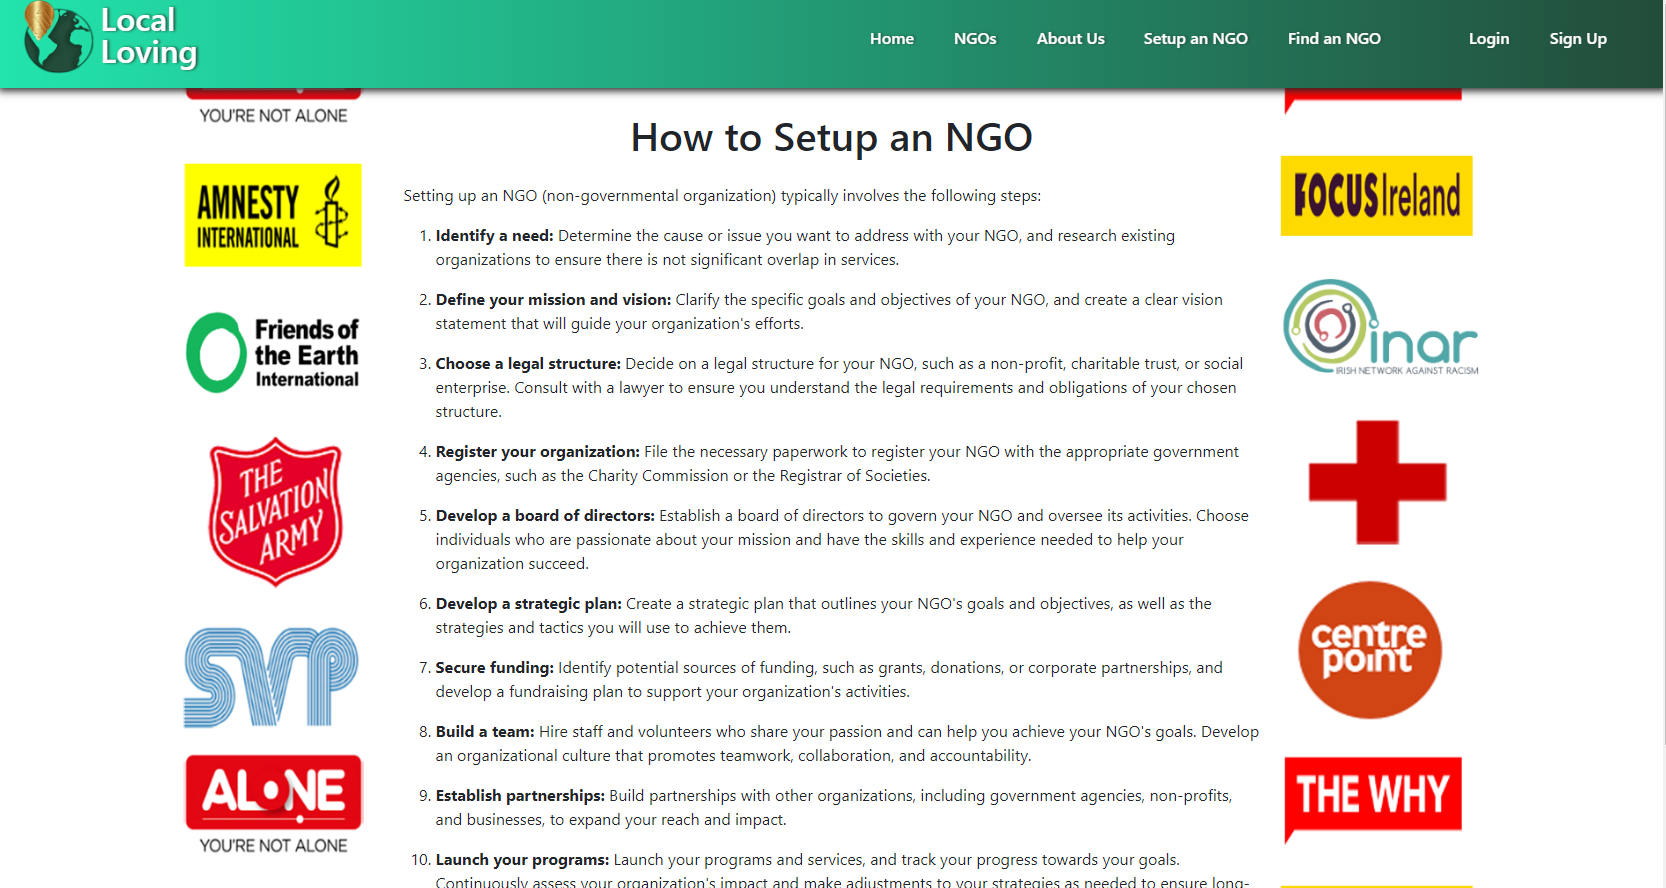 Local
Loving
Home NGOs About Us Setup an NGO Find an NGO Login Sign Up
YOU'RE NOT ALONE
AMNESTY
INTERNATIONAL
Friends of
the Earth
International
THE
SALVATION
ARMY
SVP
ALONE
YOU'RE NOT ALONE
How to Setup an NGO
Setting up an NGO (non-governmental organization) typically involves the following steps:
1. Identify a need: Determine the cause or issue you want to address with your NGO, and research existing
organizations to ensure there is not significant overlap in services.
2. Define your mission and vision: Clarify the specific goals and objectives of your NGO, and create a clear vision
statement that will guide your organization's efforts.
3. Choose a legal structure: Decide on a legal structure for your NGO, such as a non-profit, charitable trust, or social
enterprise. Consult with a lawyer to ensure you understand the legal requirements and obligations of your chosen
structure.
4. Register your organization: File the necessary paperwork to register your NGO with the appropriate government
agencies, such as the Charity Commission or the Registrar of Societies.
5. Develop a board of directors: Establish a board of directors to govern your NGO and oversee its activities. Choose
individuals who are passionate about your mission and have the skills and experience needed to help your
organization succeed.
6. Develop a strategic plan: Create a strategic plan that outlines your NGO's goals and objectives, as well as the
strategies and tactics you will use to achieve them.
7. Secure funding: Identify potential sources of funding, such as grants, donations, or corporate partnerships, and
develop a fundraising plan to support your organization's activities.
8. Build a team: Hire staff and volunteers who share your passion and can help you achieve your NGO's goals. Develop
an organizational culture that promotes teamwork, collaboration, and accountability.
9. Establish partnerships: Build partnerships with other organizations, including government agencies, non-profits,
and businesses, to expand your reach and impact.
10. Launch your programs: Launch your programs and services, and track your progress towards your goals.
Continuously assess your organization's impact and make adjustments to your strategies as needed to ensure long-
FOCUS Ireland
inar
IRISH NETWORK AGAINST RACISM
centre
point
THE WHY